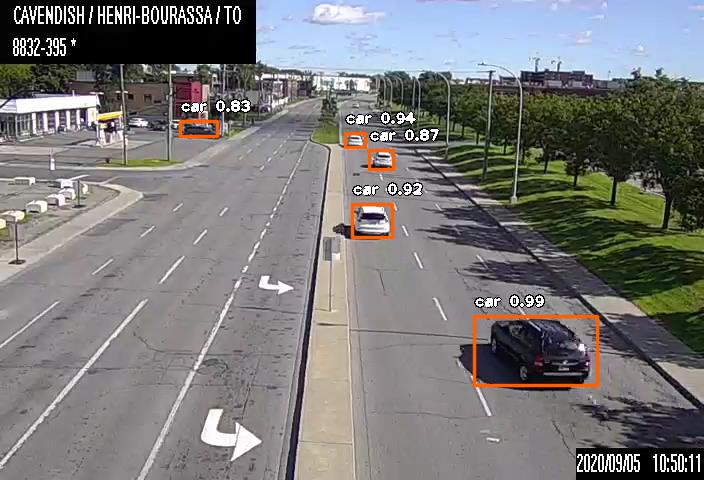 CAVENDISH / HENRI-BOURASSA / TO
8832-395 *
car 0.83
car 0.94
car 0.87
car 0.92
car 0.99
2020/09/05 10:50:11